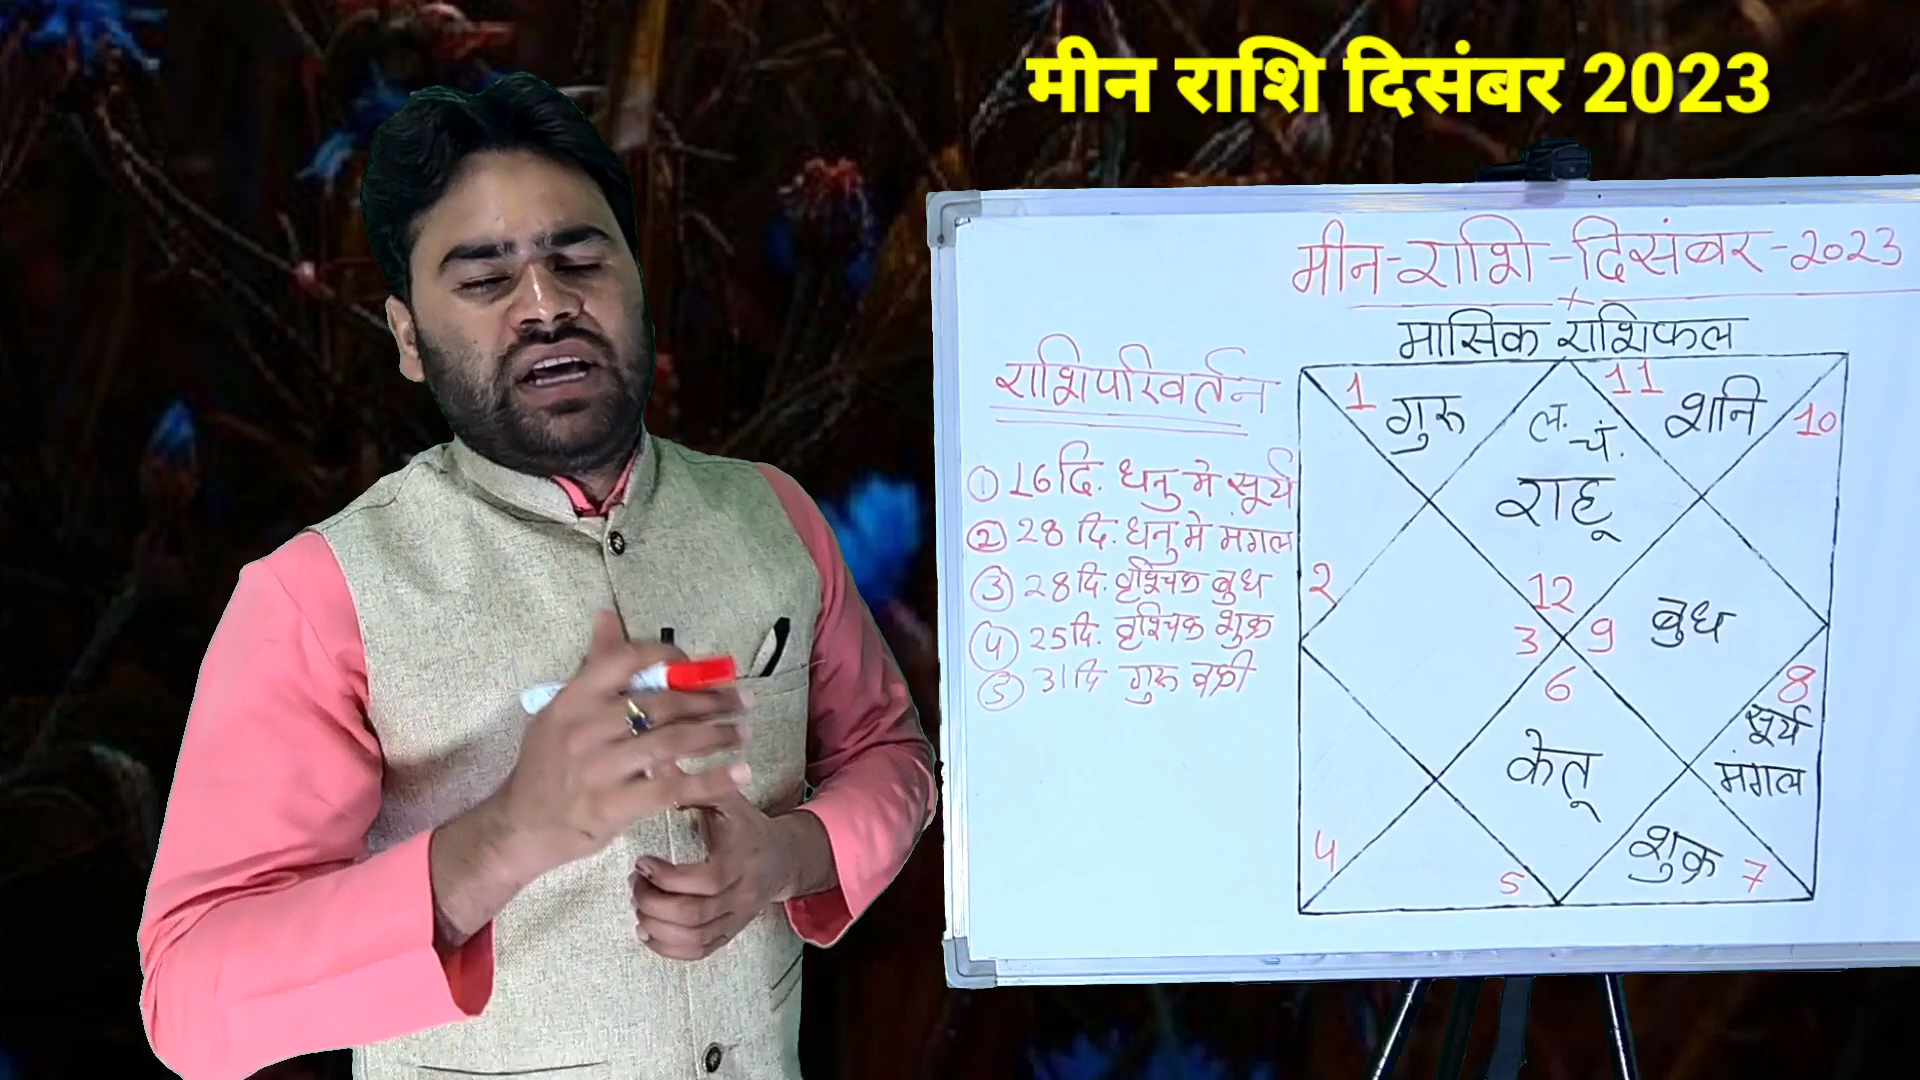 मीन राशि दिसंबर 2023
मीन-राशि-दिसंबर-२०२3
मासिक राशिफल
राशिपरिवर्तन
① 16 दि. धनु मे सूर्य
② 28 दि. धनु मे मंगल
③ 28 दि. वृश्चिक बुध
④ 25 दि. वृश्चिक शुक्र
⑤ 31 दि गुरु वक्री
1 गुरु
ल. चं.
राहू
12
11 शनि
10
2
3
9 बुध
6
केतू
8
सूर्य
मंगल
4
5
शुक्र 7